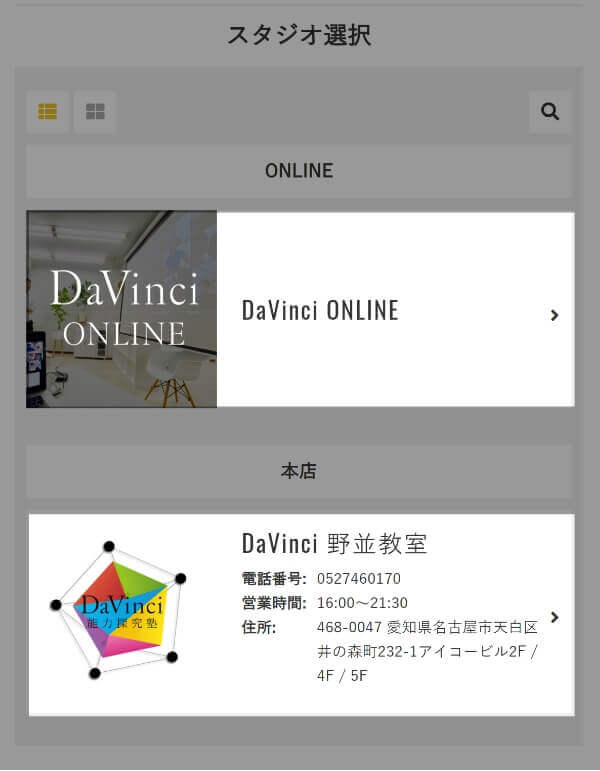 スタジオ選択
ONLINE
DaVinci
ONLINE
DaVinci ONLINE
本店
DaVinci
能力探究塾
DaVinci 野並教室
電話番号: 0527460170
営業時間: 16:00～21:30
住所: 468-0047 愛知県名古屋市天白区
井の森町232-1アイコービル2F /
4F / 5F